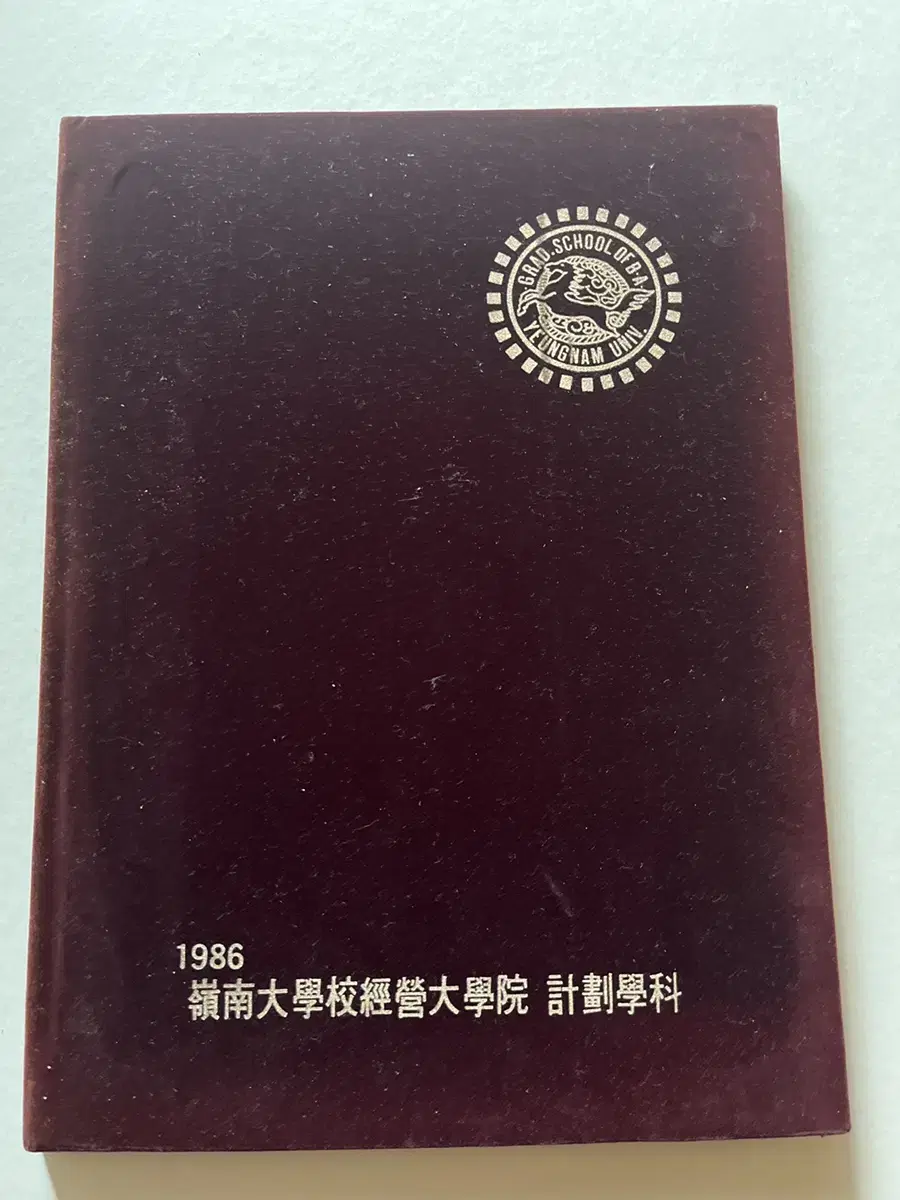 GRAD. SCHOOL OF B·A
YEUNGNAM UNIV.
1986
嶺南大學校經營大學院 計劃學科